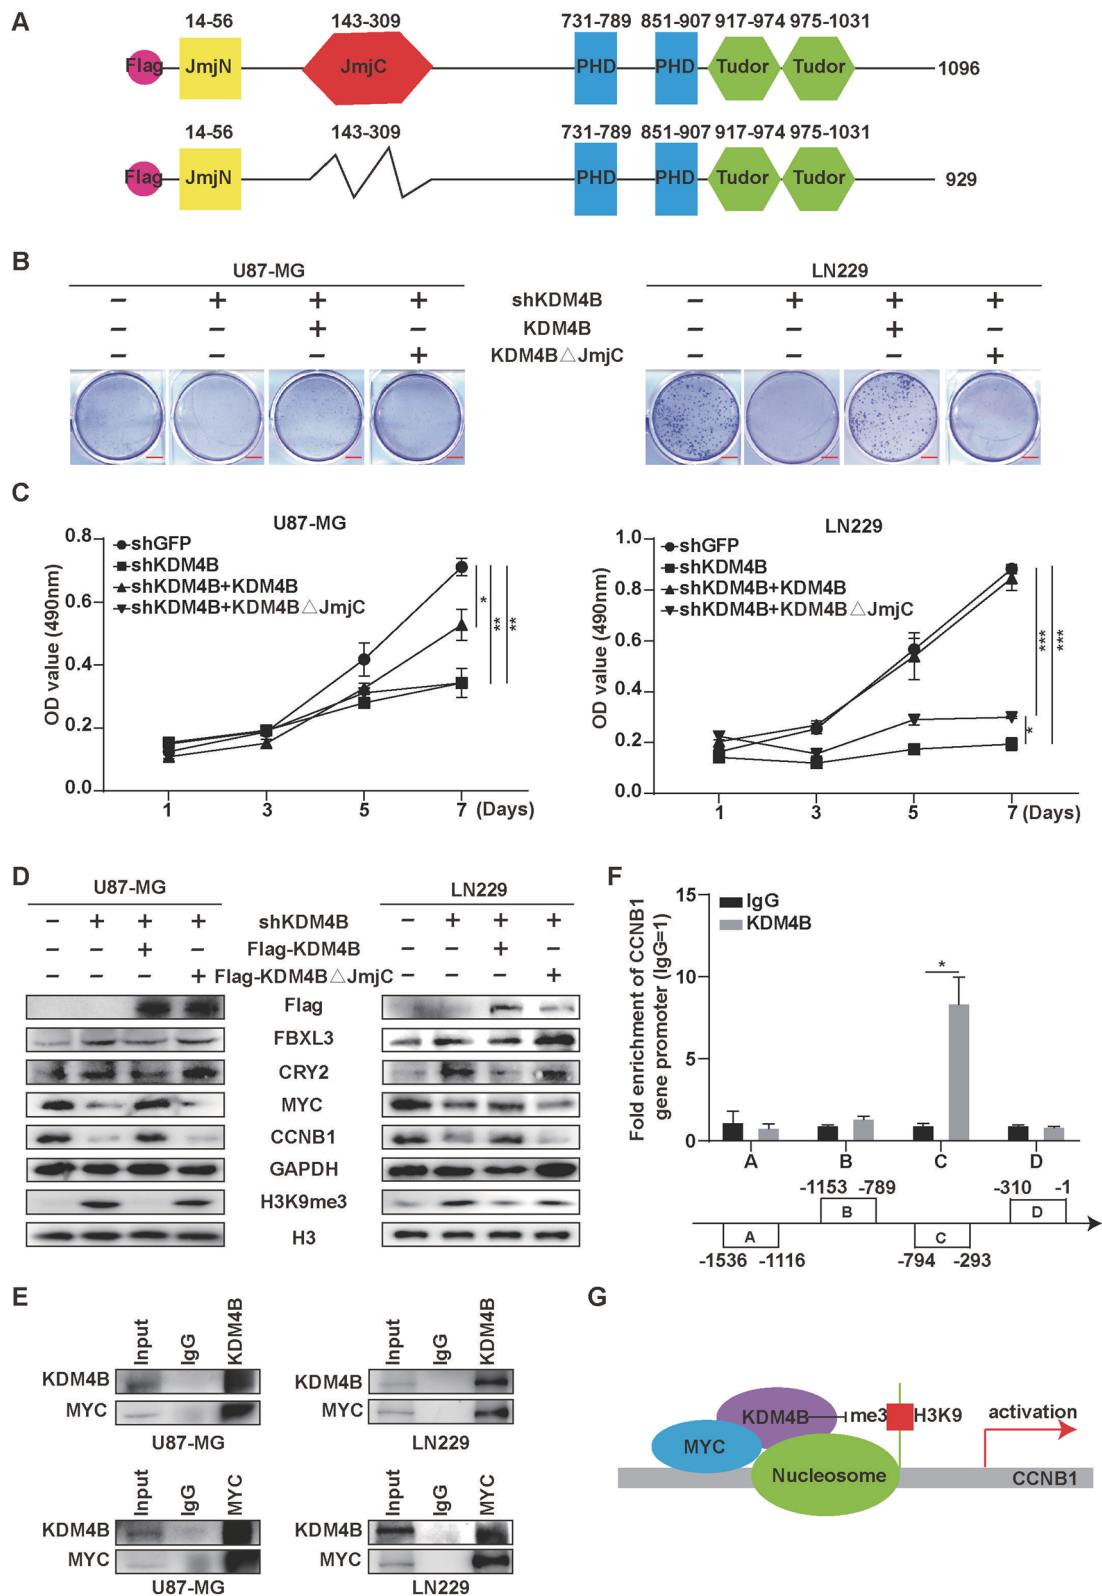 A
14-56 143-309 731-789 851-907 917-974 975-1031
Flag JmjN JmjC PHD PHD Tudor Tudor 1096
14-56 143-309 731-789 851-907 917-974 975-1031
Flag JmjN PHD PHD Tudor Tudor 929
B
U87-MG LN229
− + + + shKDM4B − + + +
− − + − KDM4B − − + −
− − − + KDM4B△JmjC − − − +
C
U87-MG
0.8
0.6
0.4
0.2
0.0
OD value (490nm)
shGFP
shKDM4B
shKDM4B+KDM4B
shKDM4B+KDM4B△JmjC
* ** **
1 3 5 7 (Days)
LN229
1.0
0.8
0.6
0.4
0.2
0.0
OD value (490nm)
shGFP
shKDM4B
shKDM4B+KDM4B
shKDM4B+KDM4B△JmjC
*** ***
*
1 3 5 7 (Days)
D
U87-MG LN229
− + + + shKDM4B − + + +
− − + − Flag-KDM4B − − + −
− − − + Flag-KDM4B△JmjC − − − +
Flag
FBXL3
CRY2
MYC
CCNB1
GAPDH
H3K9me3
H3
E
Input IgG KDM4B
KDM4B
MYC
U87-MG
Input IgG KDM4B
KDM4B
MYC
LN229
Input IgG MYC
KDM4B
MYC
U87-MG
Input IgG MYC
KDM4B
MYC
LN229
F
Fold enrichment of CCNB1
gene promoter (IgG=1)
15
10
5
0
IgG
KDM4B
*
A B C D
-1153 -789 -310 -1
B D
A C
-1536 -1116 -794 -293
G
KDM4B me3 H3K9 activation
MYC
Nucleosome CCNB1